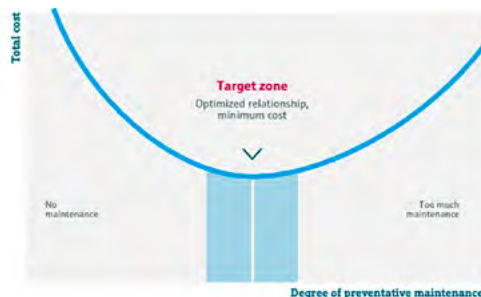 Total cost
Target zone
Optimized relationship,
minimum cost
No
maintenance
Too much
maintenance
Degree of preventative maintenance